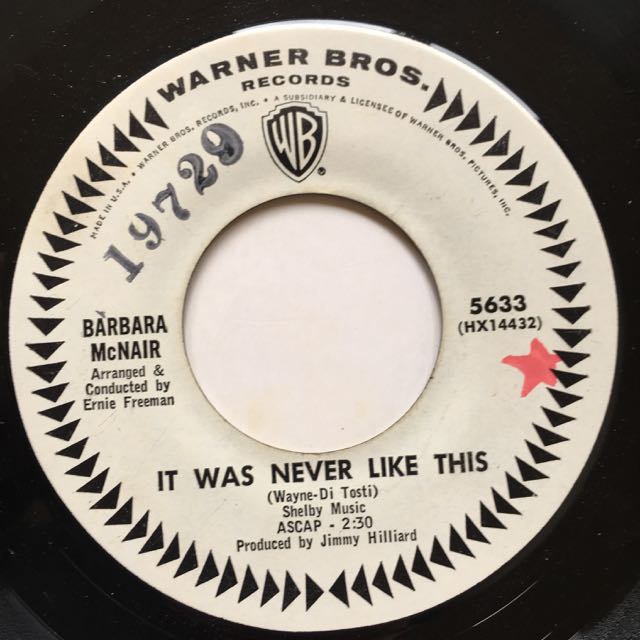 WARNER BROS.
RECORDS
MADE IN U.S.A. • WARNER BROS. RECORDS, INC. • A SUBSIDIARY & LICENSEE OF WARNER BROS. PICTURES, INC.
WB
®
19729
BARBARA
McNAIR
Arranged &
Conducted by
Ernie Freeman
5633
(HX14432)
IT WAS NEVER LIKE THIS
(Wayne-Di Tosti)
Shelby Music
ASCAP - 2:30
Produced by Jimmy Hilliard